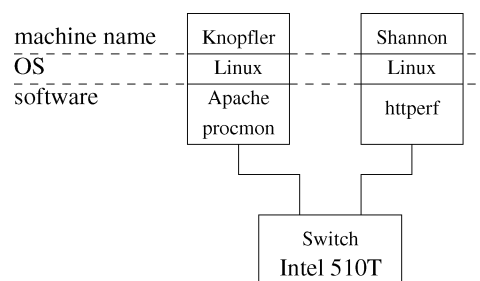 machine name Knopfler Shannon
OS Linux Linux
software Apache
procmon
httperf
Switch
Intel 510T